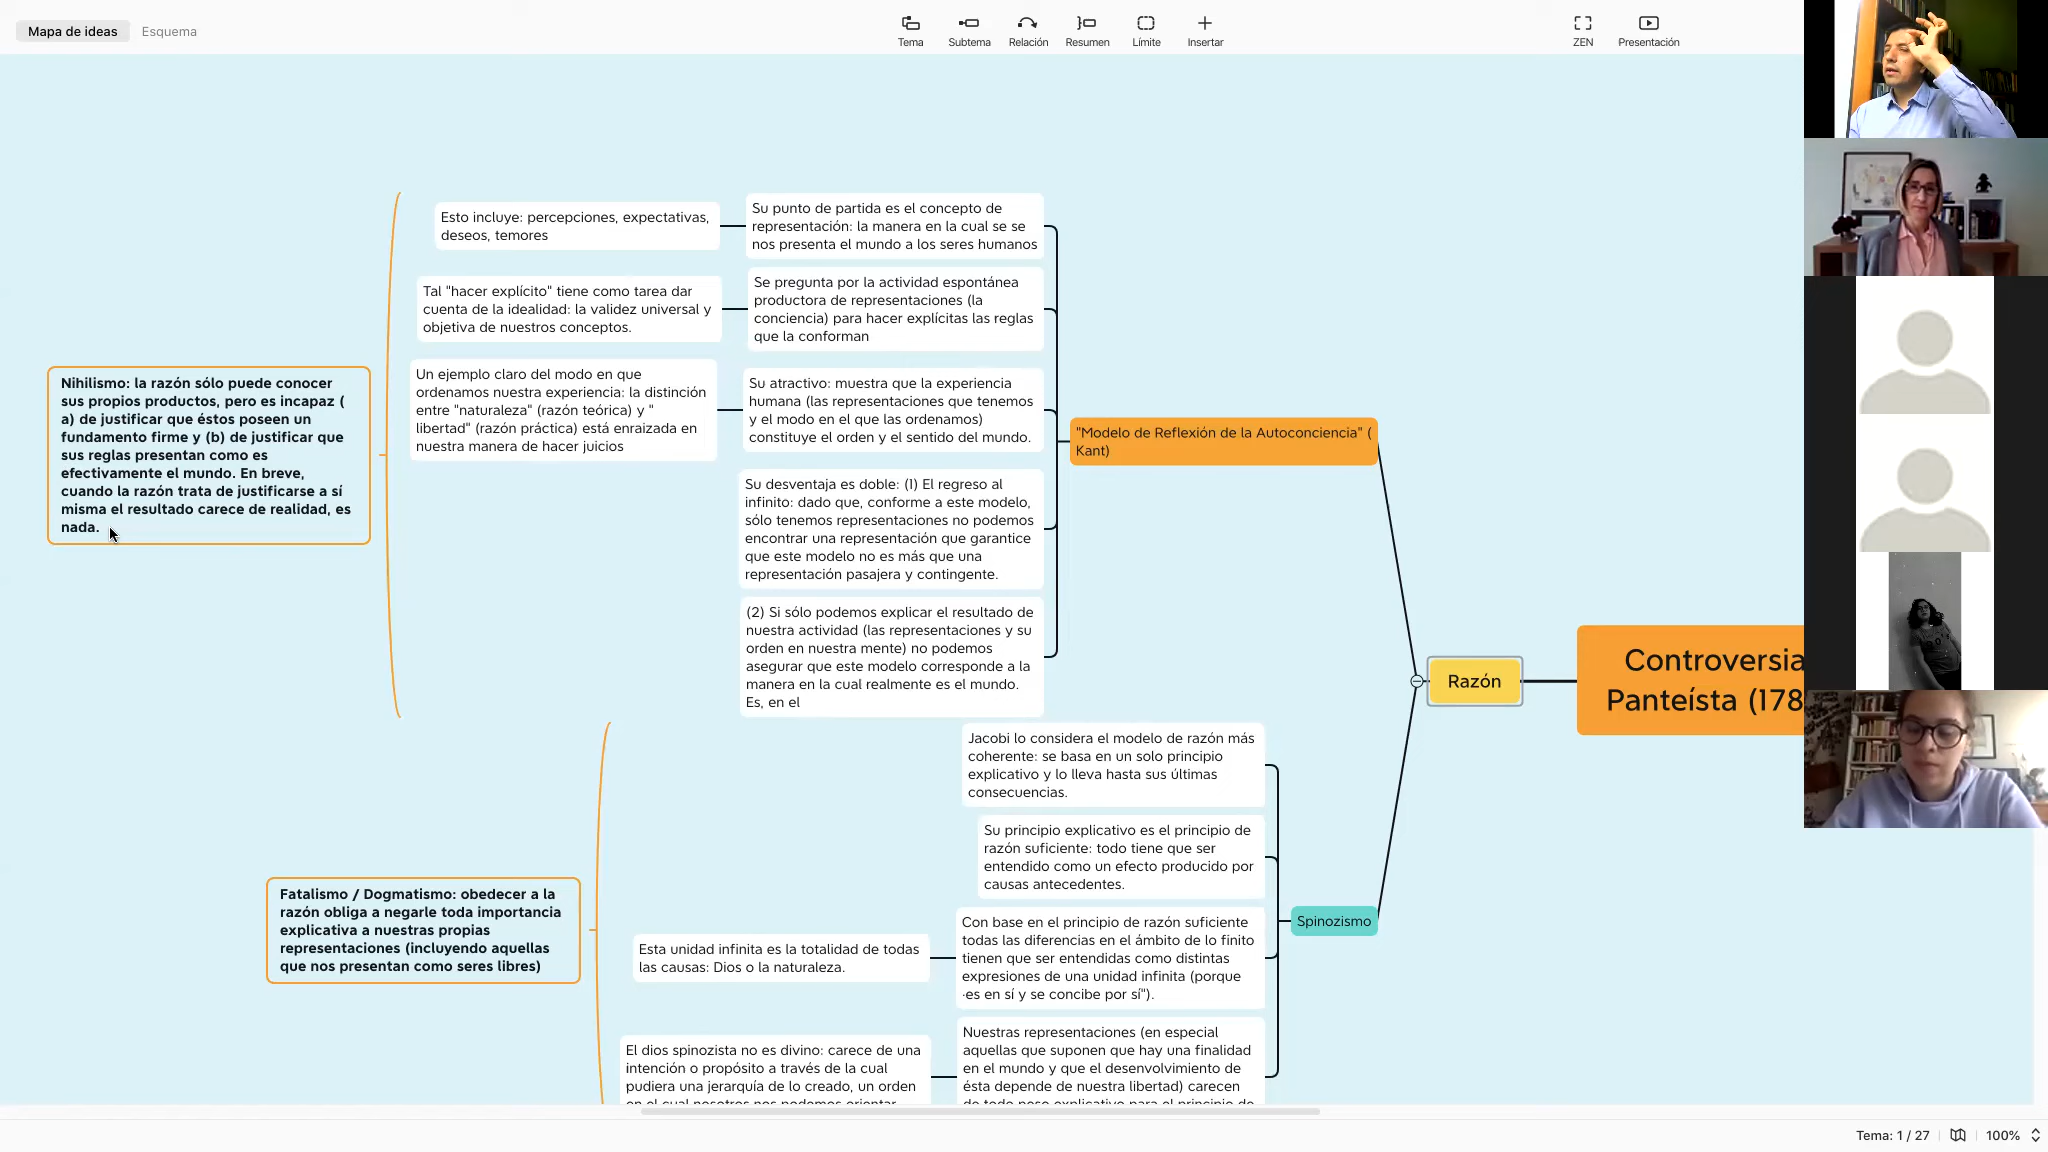 Mapa de ideas
Esquema
Tema
Subtema
Relación
Resumen
Límite
Insertar
ZEN
Presentación
Esto incluye: percepciones, expectativas,
deseos, temores
Su punto de partida es el concepto de
representación: la manera en la cual se se
nos presenta el mundo a los seres humanos
Tal "hacer explícito" tiene como tarea dar
cuenta de la idealidad: la validez universal y
objetiva de nuestros conceptos.
Se pregunta por la actividad espontánea
productora de representaciones (la
conciencia) para hacer explícitas las reglas
que la conforman
Un ejemplo claro del modo en que
ordenamos nuestra experiencia: la distinción
entre "naturaleza" (razón teórica) y "
libertad" (razón práctica) está enraizada en
nuestra manera de hacer juicios
Su atractivo: muestra que la experiencia
humana (las representaciones que tenemos
y el modo en el que las ordenamos)
constituye el orden y el sentido del mundo.
Su desventaja es doble: (1) El regreso al
infinito: dado que, conforme a este modelo,
sólo tenemos representaciones no podemos
encontrar una representación que garantice
que este modelo no es más que una
representación pasajera y contingente.
(2) Si sólo podemos explicar el resultado de
nuestra actividad (las representaciones y su
orden en nuestra mente) no podemos
asegurar que este modelo corresponde a la
manera en la cual realmente es el mundo.
Es, en el
Nihilismo: la razón sólo puede conocer
sus propios productos, pero es incapaz (
a) de justificar que éstos poseen un
fundamento firme y (b) de justificar que
sus reglas presentan como es
efectivamente el mundo. En breve,
cuando la razón trata de justificarse a sí
misma el resultado carece de realidad, es
nada.
"Modelo de Reflexión de la Autoconciencia" (
Kant)
Razón
Controversia
Panteísta (178
Jacobi lo considera el modelo de razón más
coherente: se basa en un solo principio
explicativo y lo lleva hasta sus últimas
consecuencias.
Su principio explicativo es el principio de
razón suficiente: todo tiene que ser
entendido como un efecto producido por
causas antecedentes.
Con base en el principio de razón suficiente
todas las diferencias en el ámbito de lo finito
tienen que ser entendidas como distintas
expresiones de una unidad infinita (porque
·es en sí y se concibe por sí").
Esta unidad infinita es la totalidad de todas
las causas: Dios o la naturaleza.
Spinozismo
Fatalismo / Dogmatismo: obedecer a la
razón obliga a negarle toda importancia
explicativa a nuestras propias
representaciones (incluyendo aquellas
que nos presentan como seres libres)
Nuestras representaciones (en especial
aquellas que suponen que hay una finalidad
en el mundo y que el desenvolvimiento de
ésta depende de nuestra libertad) carecen
de todo peso explicativo para el principio de
El dios spinozista no es divino: carece de una
intención o propósito a través de la cual
pudiera una jerarquía de lo creado, un orden
en el cual nosotros nos podemos orientar
Tema: 1 / 27
100%